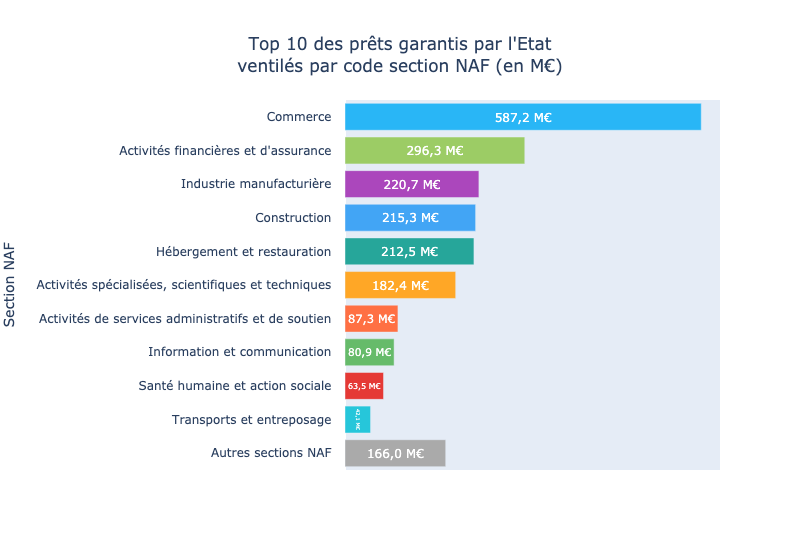 Top 10 des prêts garantis par l'Etat
ventilés par code section NAF (en M€)
Section NAF
Commerce 587,2 M€
Activités financières et d'assurance 296,3 M€
Industrie manufacturière 220,7 M€
Construction 215,3 M€
Hébergement et restauration 212,5 M€
Activités spécialisées, scientifiques et techniques 182,4 M€
Activités de services administratifs et de soutien 87,3 M€
Information et communication 80,9 M€
Santé humaine et action sociale 63,5 M€
Transports et entreposage M€
Autres sections NAF 166,0 M€